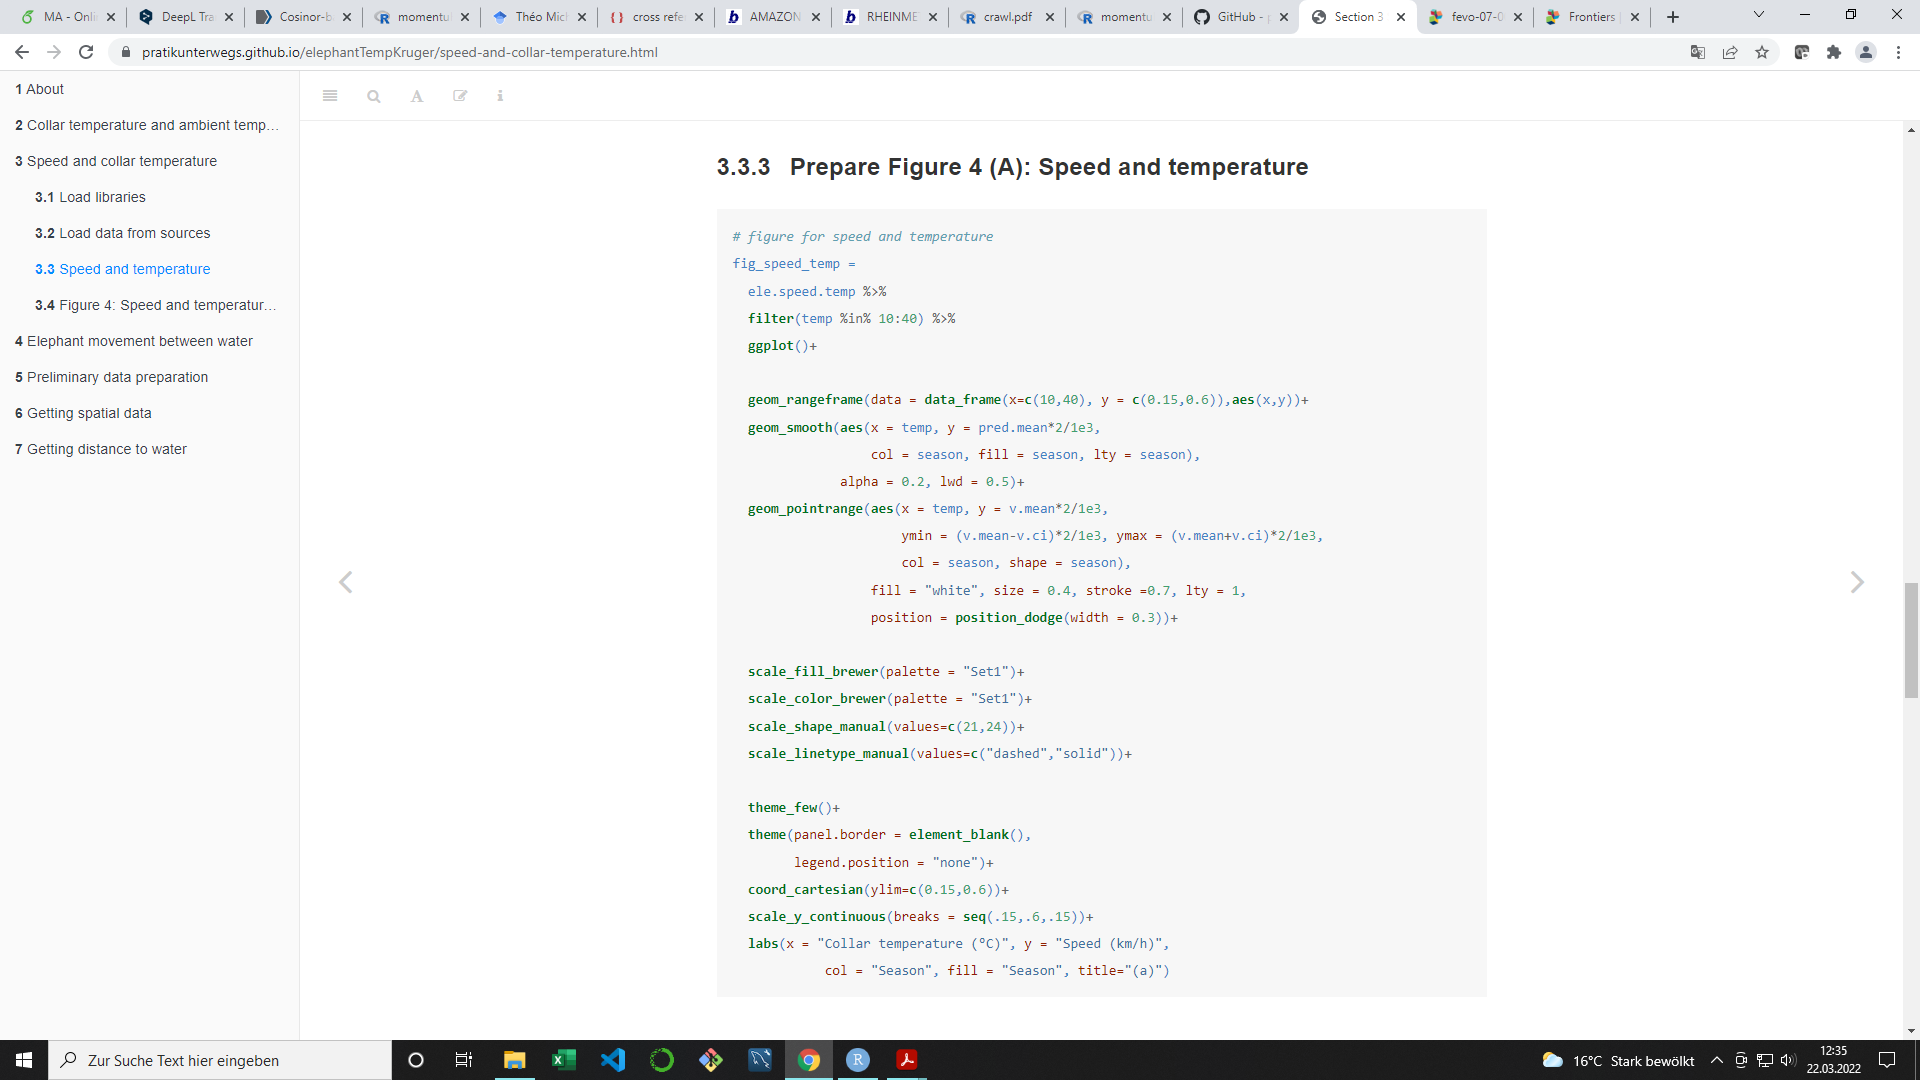 MA - Onli
DeepL Tra
Cosinor-b
momentu
Théo Mich
cross refe
AMAZON
RHEINME
crawl.pdf
momentu
GitHub - p
Section 3
fevo-07-0
Frontiers
pratikunterwegs.github.io/elephantTempKruger/speed-and-collar-temperature.html
1 About
2 Collar temperature and ambient temp…
3 Speed and collar temperature
3.1 Load libraries
3.2 Load data from sources
3.3 Speed and temperature
3.4 Figure 4: Speed and temperatur…
4 Elephant movement between water
5 Preliminary data preparation
6 Getting spatial data
7 Getting distance to water
3.3.3 Prepare Figure 4 (A): Speed and temperature
# figure for speed and temperature
fig_speed_temp =
ele.speed.temp %>%
filter(temp %in% 10:40) %>%
ggplot()+
geom_rangeframe(data = data_frame(x=c(10,40), y = c(0.15,0.6)),aes(x,y))+
geom_smooth(aes(x = temp, y = pred.mean*2/1e3,
col = season, fill = season, lty = season),
alpha = 0.2, lwd = 0.5)+
geom_pointrange(aes(x = temp, y = v.mean*2/1e3,
ymin = (v.mean-v.ci)*2/1e3, ymax = (v.mean+v.ci)*2/1e3,
col = season, shape = season),
fill = "white", size = 0.4, stroke =0.7, lty = 1,
position = position_dodge(width = 0.3))+
scale_fill_brewer(palette = "Set1")+
scale_color_brewer(palette = "Set1")+
scale_shape_manual(values=c(21,24))+
scale_linetype_manual(values=c("dashed","solid"))+
theme_few()+
theme(panel.border = element_blank(),
legend.position = "none")+
coord_cartesian(ylim=c(0.15,0.6))+
scale_y_continuous(breaks = seq(.15,.6,.15))+
labs(x = "Collar temperature (°C)", y = "Speed (km/h)",
col = "Season", fill = "Season", title="(a)")
Zur Suche Text hier eingeben
16°C Stark bewölkt
12:35
22.03.2022